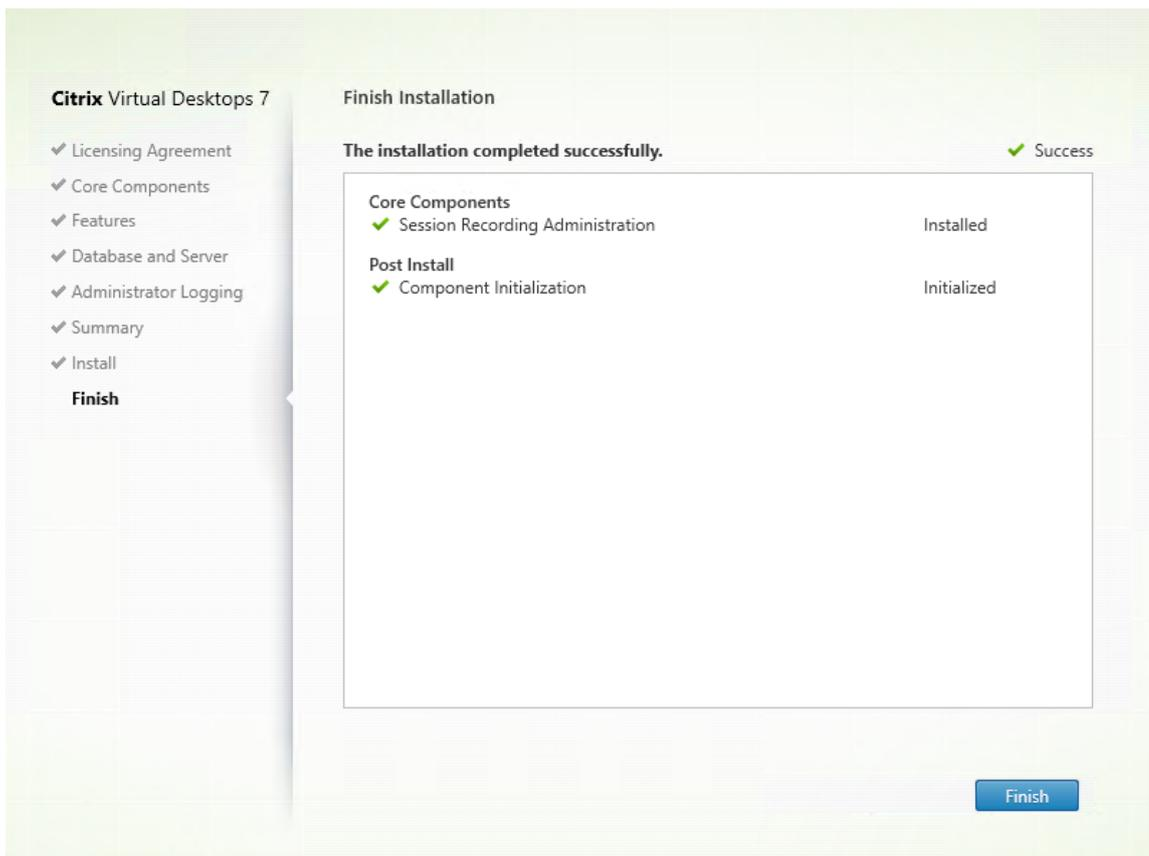 Citrix Virtual Desktops 7
Licensing Agreement
Core Components
Features
Database and Server
Administrator Logging
Summary
Install
Finish
Finish Installation
The installation completed successfully.
Success
Core Components
Session Recording Administration Installed
Post Install
Component Initialization Initialized
Finish